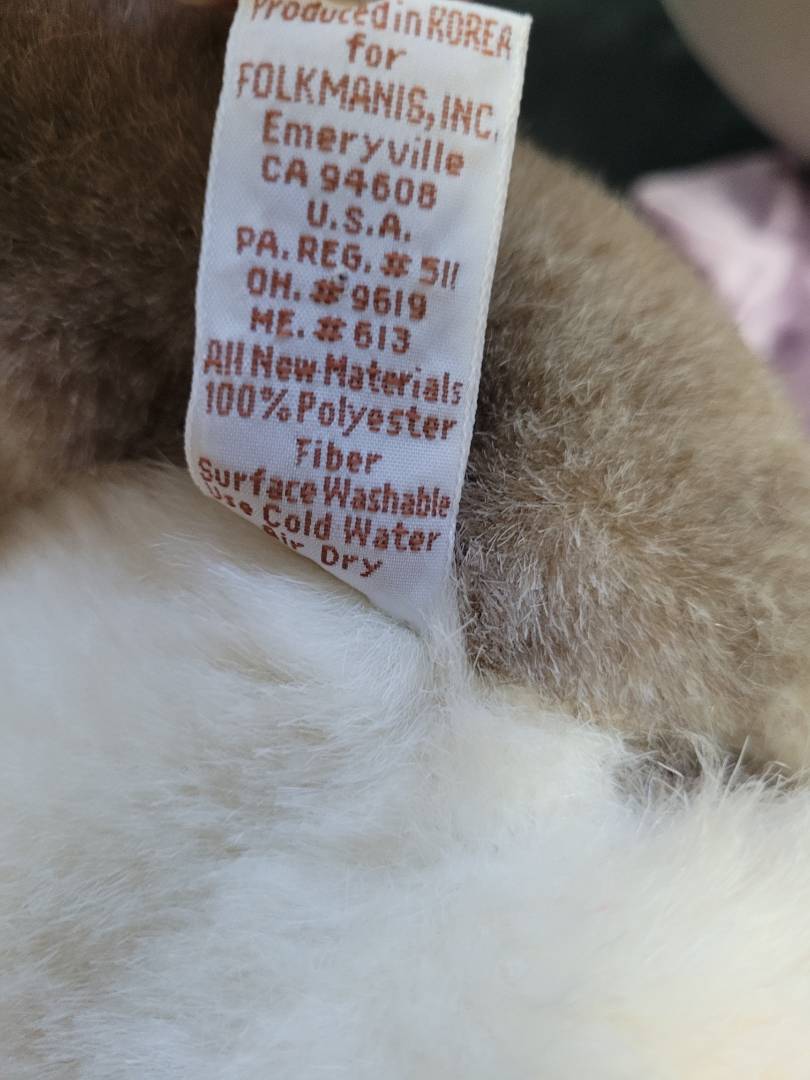 Produced in KOREA
for
FOLKMANIS, INC.
Emeryville
CA 94608
U.S.A.
PA. REG. # 511
OH. # 9619
ME. # 613
All New Materials
100% Polyester
Fiber
Surface Washable
Use Cold Water
Air Dry